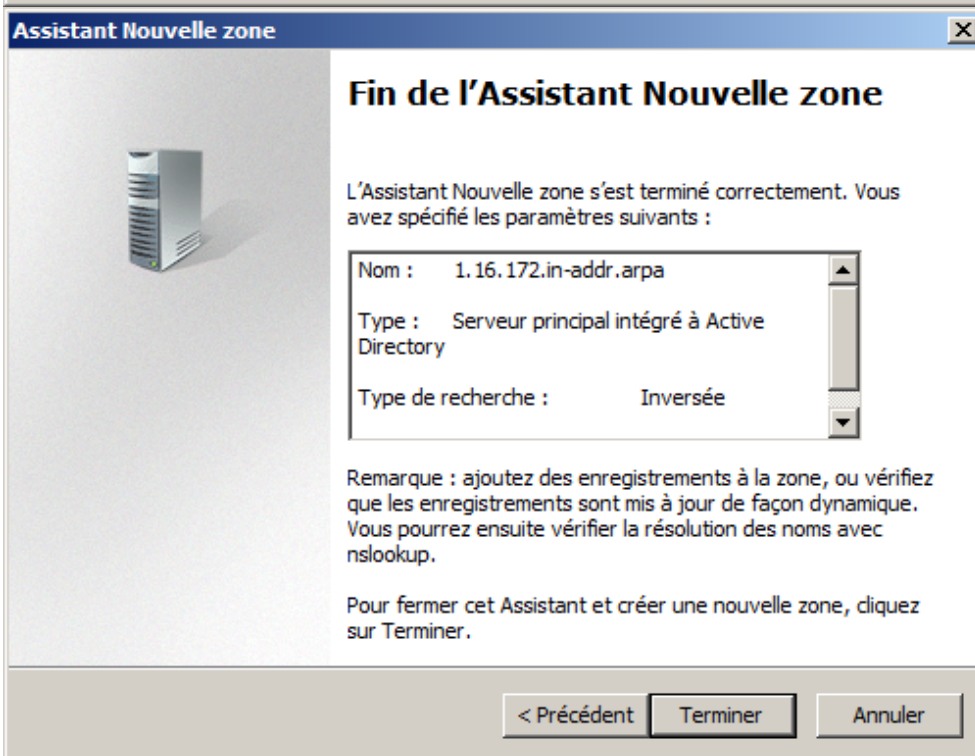 Assistant Nouvelle zone
Fin de l'Assistant Nouvelle zone
L'Assistant Nouvelle zone s'est terminé correctement. Vous
avez spécifié les paramètres suivants :
Nom : 1.16.172.in-addr.arpa
Type : Serveur principal intégré à Active
Directory
Type de recherche : Inversée
Remarque : ajoutez des enregistrements à la zone, ou vérifiez
que les enregistrements sont mis à jour de façon dynamique.
Vous pourrez ensuite vérifier la résolution des noms avec
nslookup.
Pour fermer cet Assistant et créer une nouvelle zone, cliquez
sur Terminer.
< Précédent Terminer Annuler